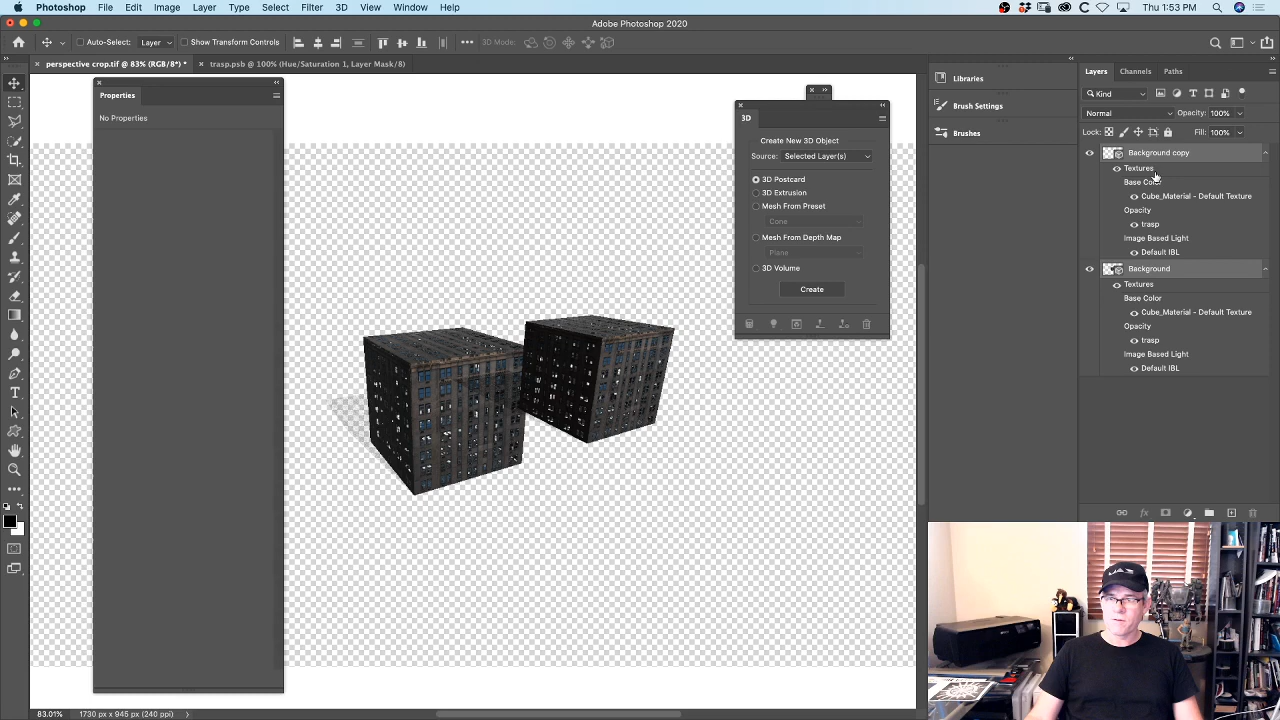 Photoshop File Edit Image Layer Type Select Filter 3D View Window Help
Thu 1:53 PM
Adobe Photoshop 2020
Auto-Select: Layer Show Transform Controls 3D Mode:
perspective crop.tif @ 83% (RGB/8*) *
trasp.psb @ 100% (Hue/Saturation 1, Layer Mask/8)
Properties
No Properties
3D
Create New 3D Object
Source: Selected Layer(s)
3D Postcard
3D Extrusion
Mesh From Preset
Cone
Mesh From Depth Map
Plane
3D Volume
Create
Libraries
Brush Settings
Brushes
Layers Channels Paths
Kind
Normal Opacity: 100%
Lock: Fill: 100%
Background copy
Textures
Base Color
Cube_Material - Default Texture
Opacity
trasp
Image Based Light
Default IBL
Background
Textures
Base Color
Cube_Material - Default Texture
Opacity
trasp
Image Based Light
Default IBL
83.01% 1730 px x 945 px (240 ppi)